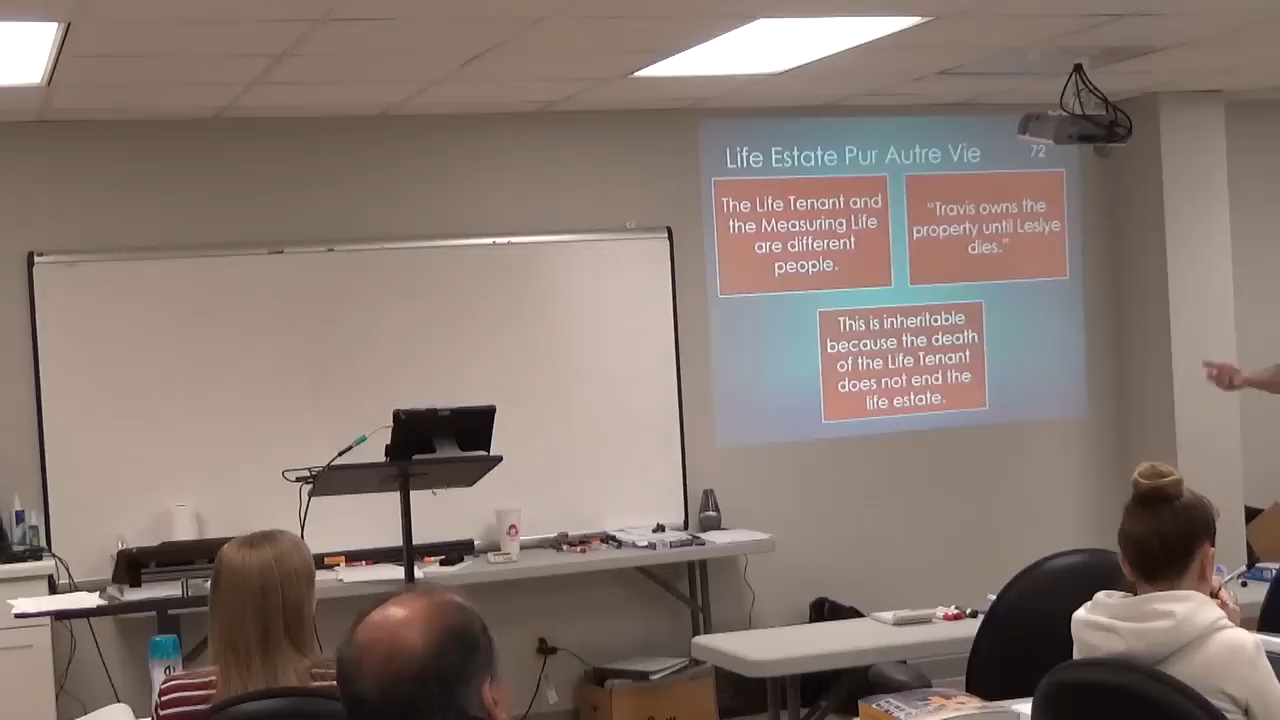 Life Estate Pur Autre Vie
72
The Life Tenant and
the Measuring Life
are different
people.
"Travis owns the
property until Leslye
dies."
This is inheritable
because the death
of the Life Tenant
does not end the
life estate.